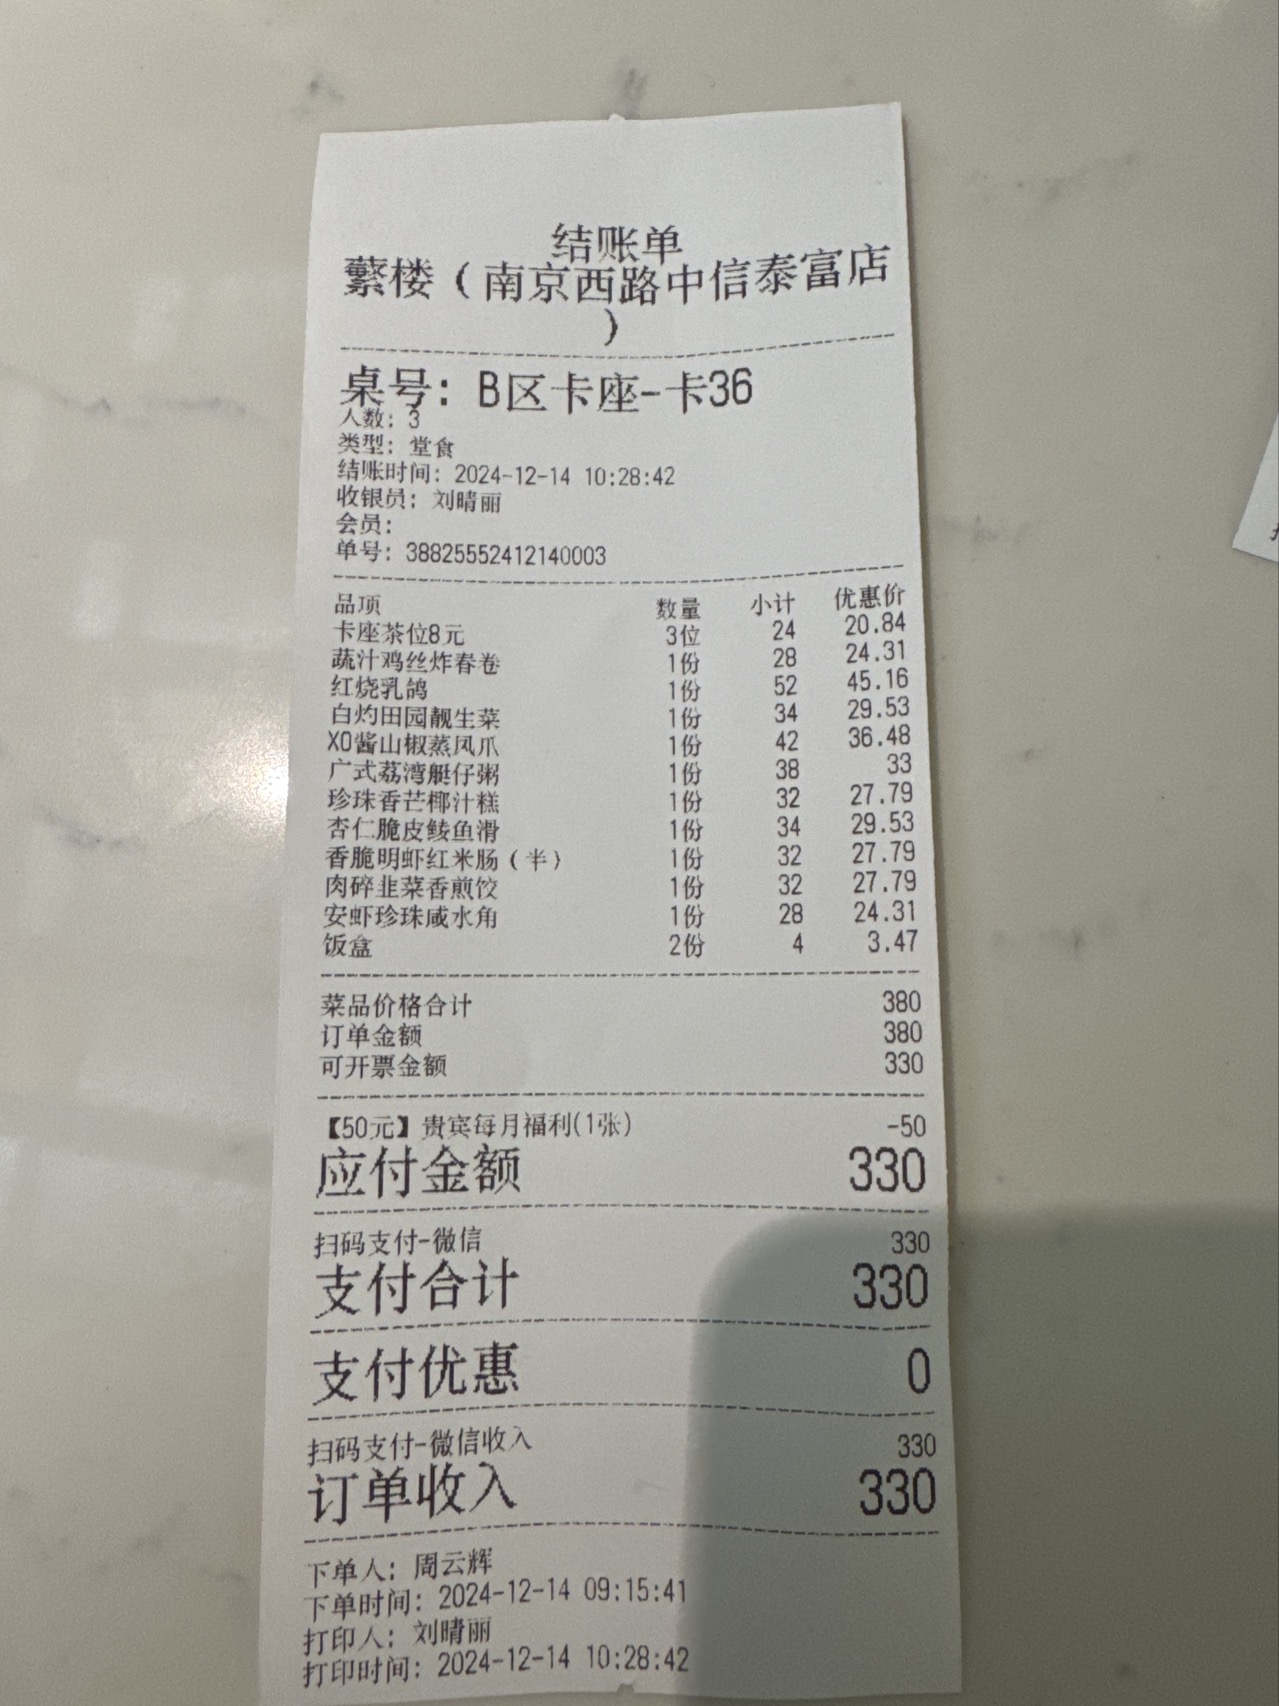 结账单
蘩楼（南京西路中信泰富店
）
桌号：B区卡座-卡36
人数：3
类型：堂食
结账时间：2024-12-14 10:28:42
收银员：刘晴丽
会员：
单号：38825552412140003
品项 数量 小计 优惠价
卡座茶位8元 3位 24 20.84
蔬汁鸡丝炸春卷 1份 28 24.31
红烧乳鸽 1份 52 45.16
白灼田园靓生菜 1份 34 29.53
XO酱山椒蒸凤爪 1份 42 36.48
广式荔湾艇仔粥 1份 38 33
珍珠香芒椰汁糕 1份 32 27.79
杏仁脆皮鲮鱼滑 1份 34 29.53
香脆明虾红米肠（半） 1份 32 27.79
肉碎韭菜香煎饺 1份 32 27.79
安虾珍珠咸水角 1份 28 24.31
饭盒 2份 4 3.47
菜品价格合计 380
订单金额 380
可开票金额 330
【50元】贵宾每月福利(1张) -50
应付金额 330
扫码支付-微信 330
支付合计 330
支付优惠 0
扫码支付-微信收入 330
订单收入 330
下单人：周云辉
下单时间：2024-12-14 09:15:41
打印人：刘晴丽
打印时间：2024-12-14 10:28:42